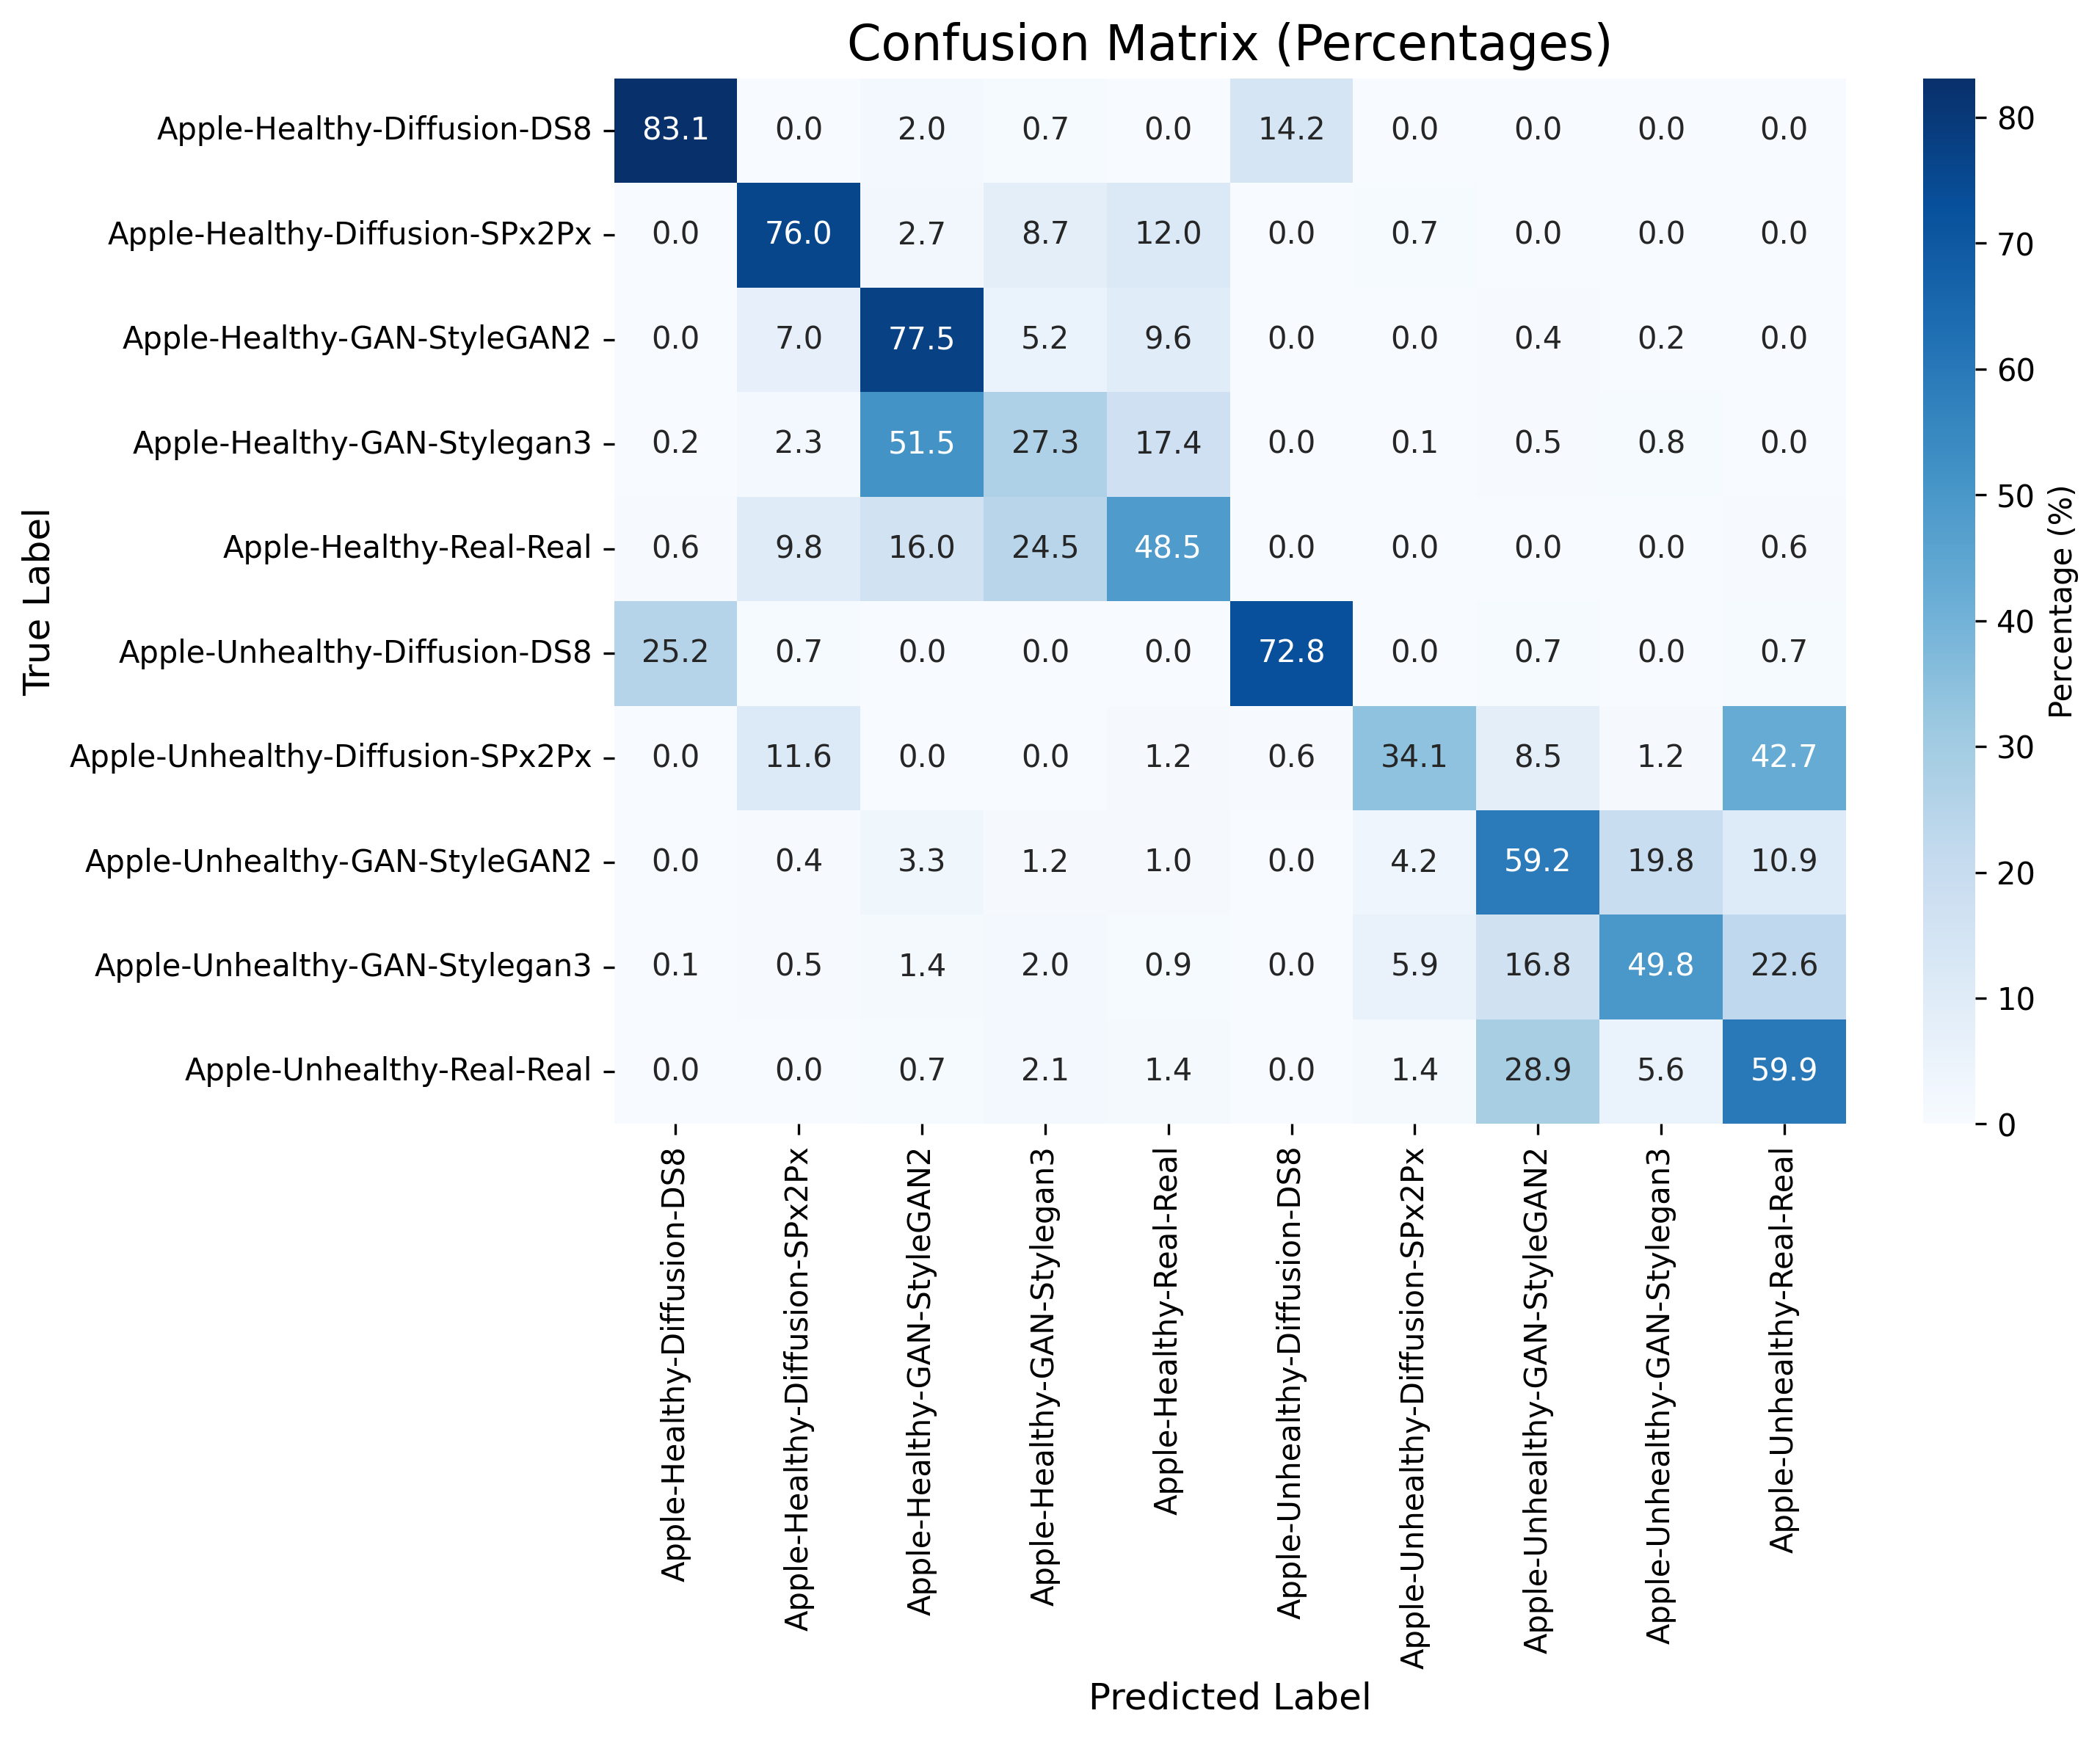 Confusion Matrix (Percentages)
Apple-Healthy-Diffusion-DS8 83.1 0.0 2.0 0.7 0.0 14.2 0.0 0.0 0.0 0.0
Apple-Healthy-Diffusion-SPx2Px 0.0 76.0 2.7 8.7 12.0 0.0 0.7 0.0 0.0 0.0
Apple-Healthy-GAN-StyleGAN2 0.0 7.0 77.5 5.2 9.6 0.0 0.0 0.4 0.2 0.0
Apple-Healthy-GAN-Stylegan3 0.2 2.3 51.5 27.3 17.4 0.0 0.1 0.5 0.8 0.0
Apple-Healthy-Real-Real 0.6 9.8 16.0 24.5 48.5 0.0 0.0 0.0 0.0 0.6
Apple-Unhealthy-Diffusion-DS8 25.2 0.7 0.0 0.0 0.0 72.8 0.0 0.7 0.0 0.7
Apple-Unhealthy-Diffusion-SPx2Px 0.0 11.6 0.0 0.0 1.2 0.6 34.1 8.5 1.2 42.7
Apple-Unhealthy-GAN-StyleGAN2 0.0 0.4 3.3 1.2 1.0 0.0 4.2 59.2 19.8 10.9
Apple-Unhealthy-GAN-Stylegan3 0.1 0.5 1.4 2.0 0.9 0.0 5.9 16.8 49.8 22.6
Apple-Unhealthy-Real-Real 0.0 0.0 0.7 2.1 1.4 0.0 1.4 28.9 5.6 59.9
True Label
Apple-Healthy-Diffusion-DS8
Apple-Healthy-Diffusion-SPx2Px
Apple-Healthy-GAN-StyleGAN2
Apple-Healthy-GAN-Stylegan3
Apple-Healthy-Real-Real
Apple-Unhealthy-Diffusion-DS8
Apple-Unhealthy-Diffusion-SPx2Px
Apple-Unhealthy-GAN-StyleGAN2
Apple-Unhealthy-GAN-Stylegan3
Apple-Unhealthy-Real-Real
Predicted Label
80
70
60
50
40
30
20
10
0
Percentage (%)